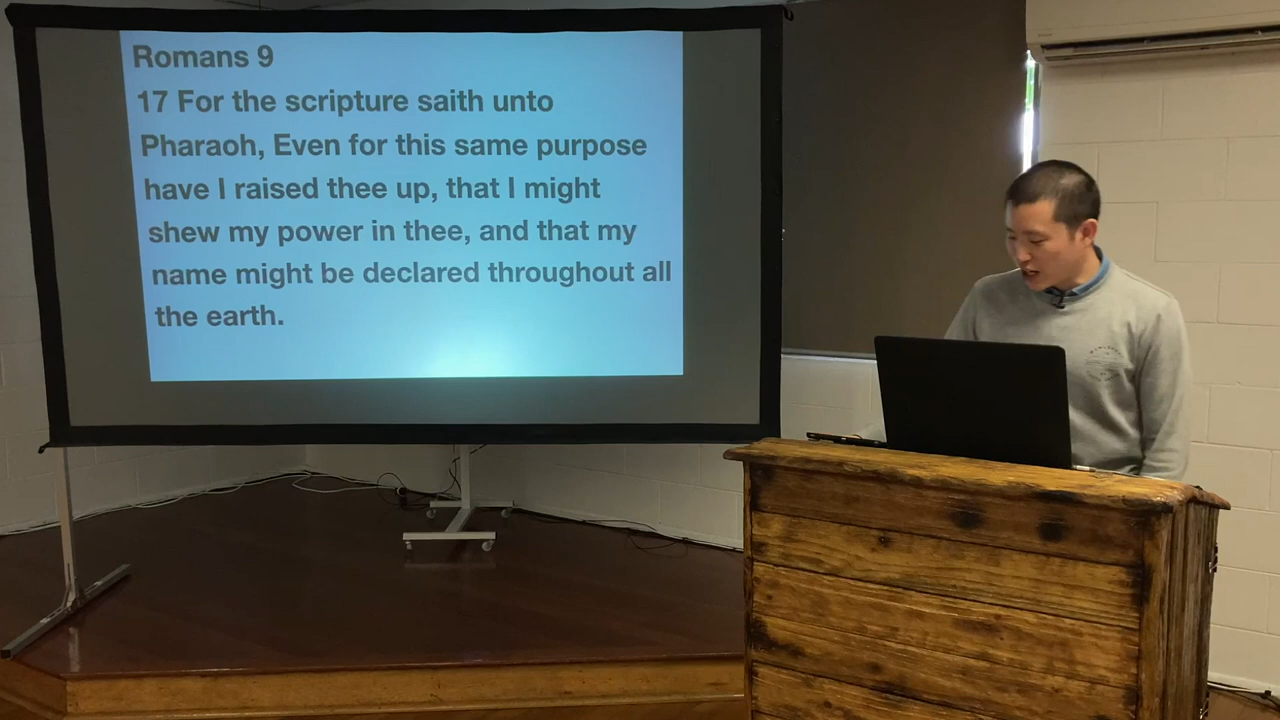 Romans 9
17 For the scripture saith unto
Pharaoh, Even for this same purpose
have I raised thee up, that I might
shew my power in thee, and that my
name might be declared throughout all
the earth.